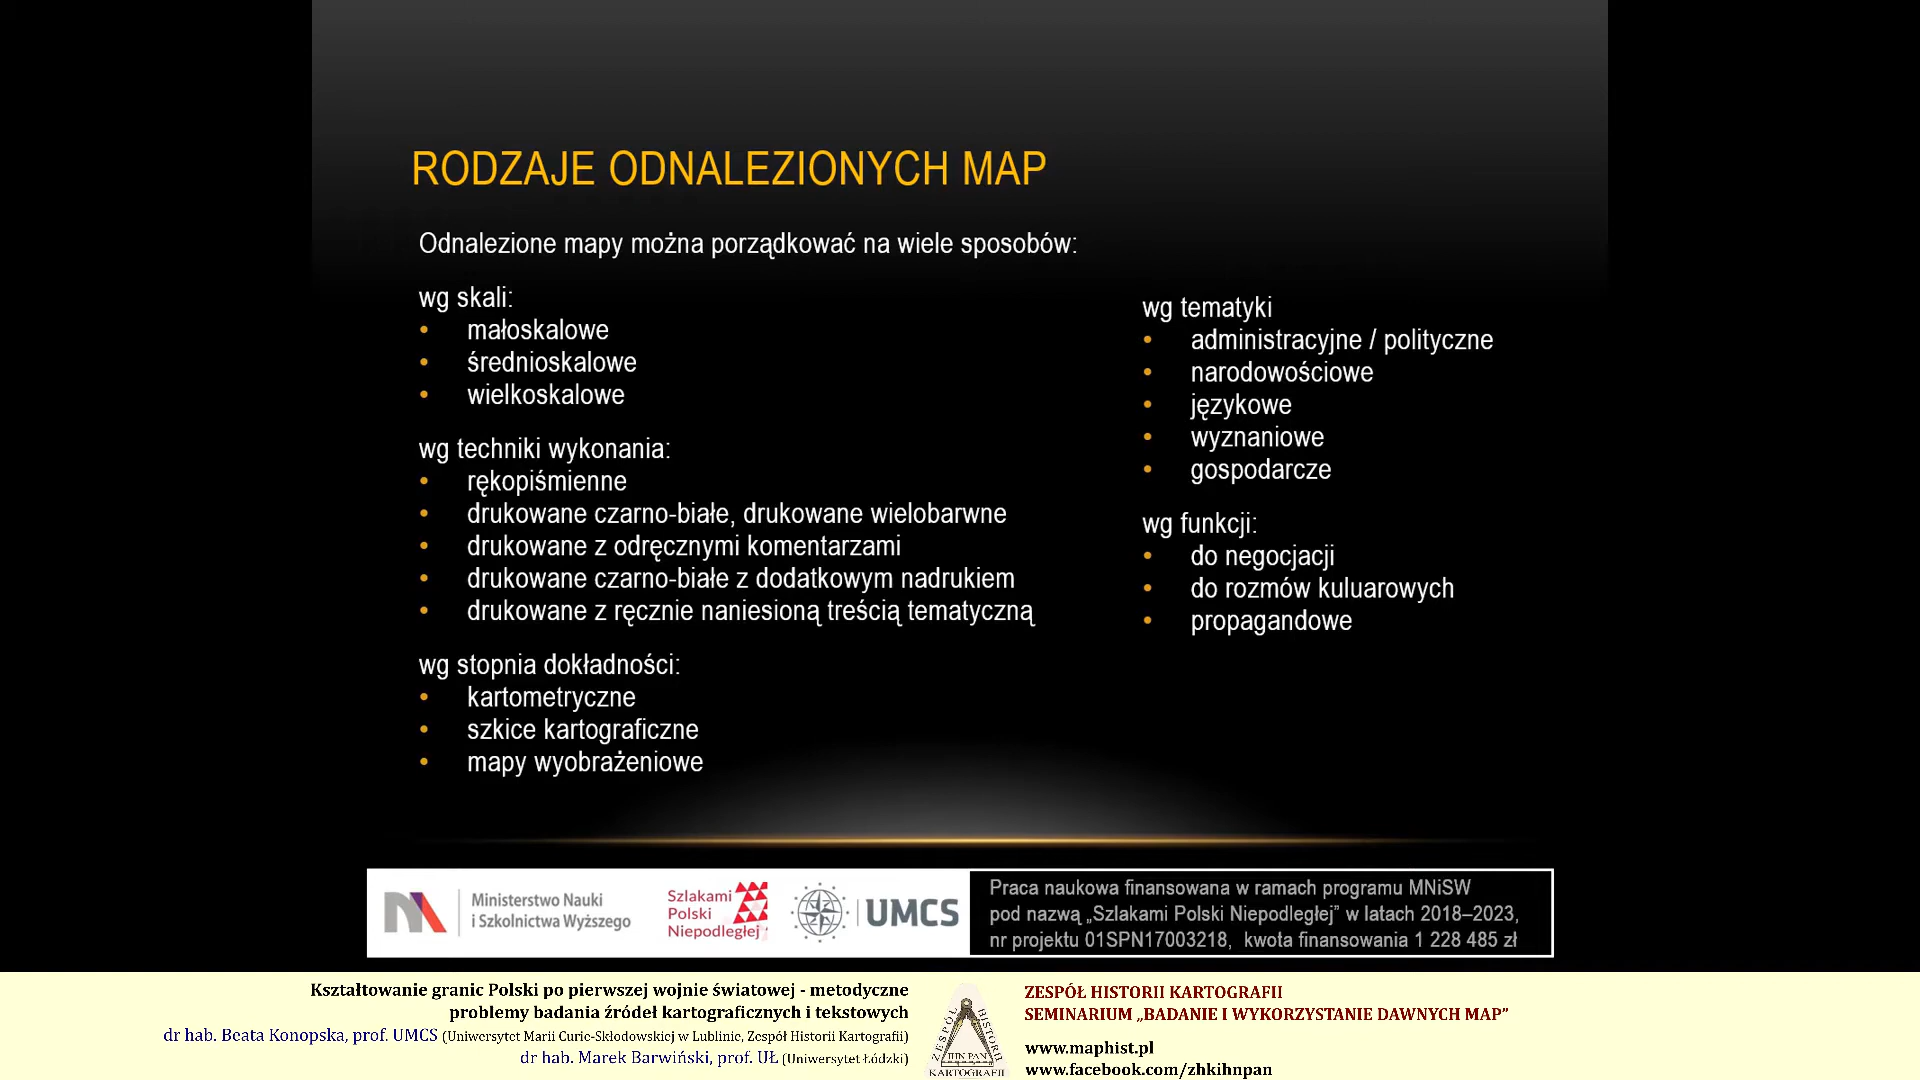 RODZAJE ODNALEZIONYCH MAP
Odnalezione mapy można porządkować na wiele sposobów:
wg skali:
• małoskalowe
• średnioskalowe
• wielkoskalowe
wg techniki wykonania:
• rękopiśmienne
• drukowane czarno-białe, drukowane wielobarwne
• drukowane z odręcznymi komentarzami
• drukowane czarno-białe z dodatkowym nadrukiem
• drukowane z ręcznie naniesioną treścią tematyczną
wg stopnia dokładności:
• kartometryczne
• szkice kartograficzne
• mapy wyobrażeniowe
wg tematyki
• administracyjne / polityczne
• narodowościowe
• językowe
• wyznaniowe
• gospodarcze
wg funkcji:
• do negocjacji
• do rozmów kuluarowych
• propagandowe
Ministerstwo Nauki
i Szkolnictwa Wyższego
Szlakami
Polski
Niepodległej
UMCS
Praca naukowa finansowana w ramach programu MNiSW
pod nazwą „Szlakami Polski Niepodległej” w latach 2018–2023,
nr projektu 01SPN17003218, kwota finansowania 1 228 485 zł
Kształtowanie granic Polski po pierwszej wojnie światowej - metodyczne
problemy badania źródeł kartograficznych i tekstowych
dr hab. Beata Konopska, prof. UMCS (Uniwersytet Marii Curie-Skłodowskiej w Lublinie, Zespół Historii Kartografii)
dr hab. Marek Barwiński, prof. UŁ (Uniwersytet Łódzki)
ZESPÓŁ HISTORII
IHN PAN
KARTOGRAFII
ZESPÓŁ HISTORII KARTOGRAFII
SEMINARIUM „BADANIE I WYKORZYSTANIE DAWNYCH MAP”
www.maphist.pl
www.facebook.com/zhkihnpan